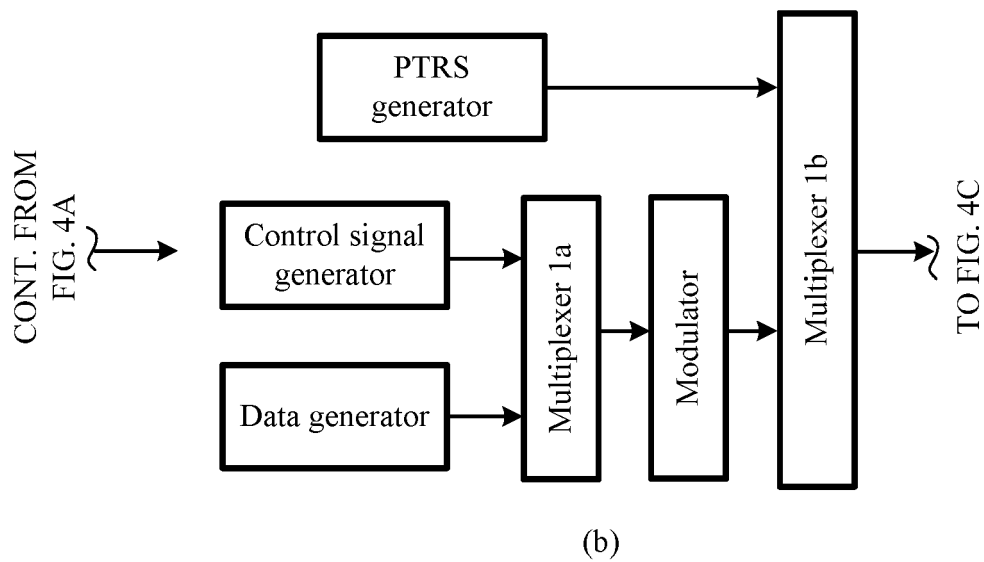 PTRS
generator
CONT. FROM
FIG. 4A
Control signal
generator
Data generator
Multiplexer 1a
Modulator
Multiplexer 1b
TO FIG. 4C
(b)